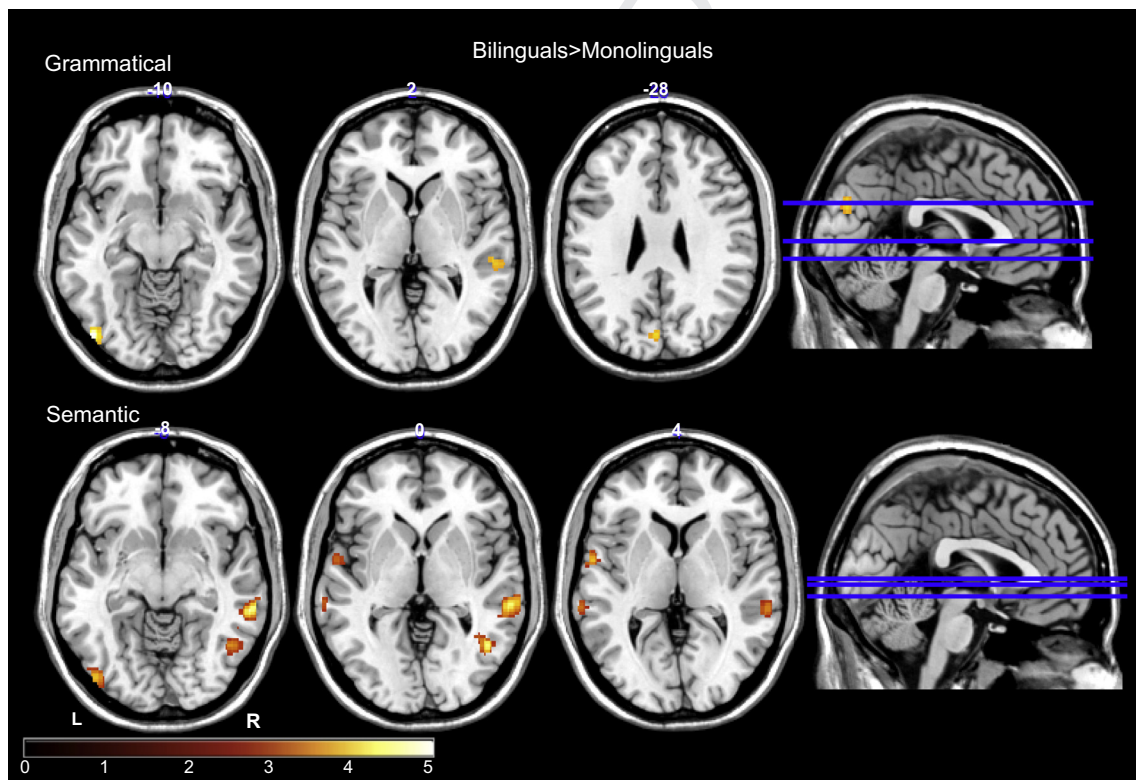 Bilinguals>Monolinguals
Grammatical
-10 2 -28
Semantic
-8 0 4
L R
0 1 2 3 4 5